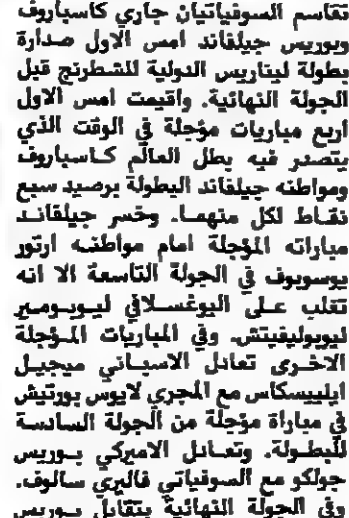 تقاسم السوفياتيان جاري كاسباروف
وبوريس جيلفاند امس الاول صدارة
بطولة ليناريس الدولية للشطرنج قبل
الجولة النهائية. واقيمت امس الاول
اربع مباريات مؤجلة في الوقت الذي
يتصدر فيه بطل العالم كاسباروف
ومواطنه جيلفاند البطولة برصيد سبع
نقاط لكل منهما. وخسر جيلفاند
مباراته المؤجلة امام مواطنه ارتور
يوسوبوف في الجولة التاسعة الا انه
تغلب على اليوغسلافي ليوبومير
ليوبوليفيتش. وفي المباريات المؤجلة
الاخرى تعادل الاسباني ميجيل
ايلييسكاس مع المجري لايوس بورتيش
في مباراة مؤجلة من الجولة السادسة
للبطولة. وتعادل الاميركي بوريس
جولكو مع السوفياتي فاليري سالوف.
وفي الجولة النهائية يتقابل بوريس